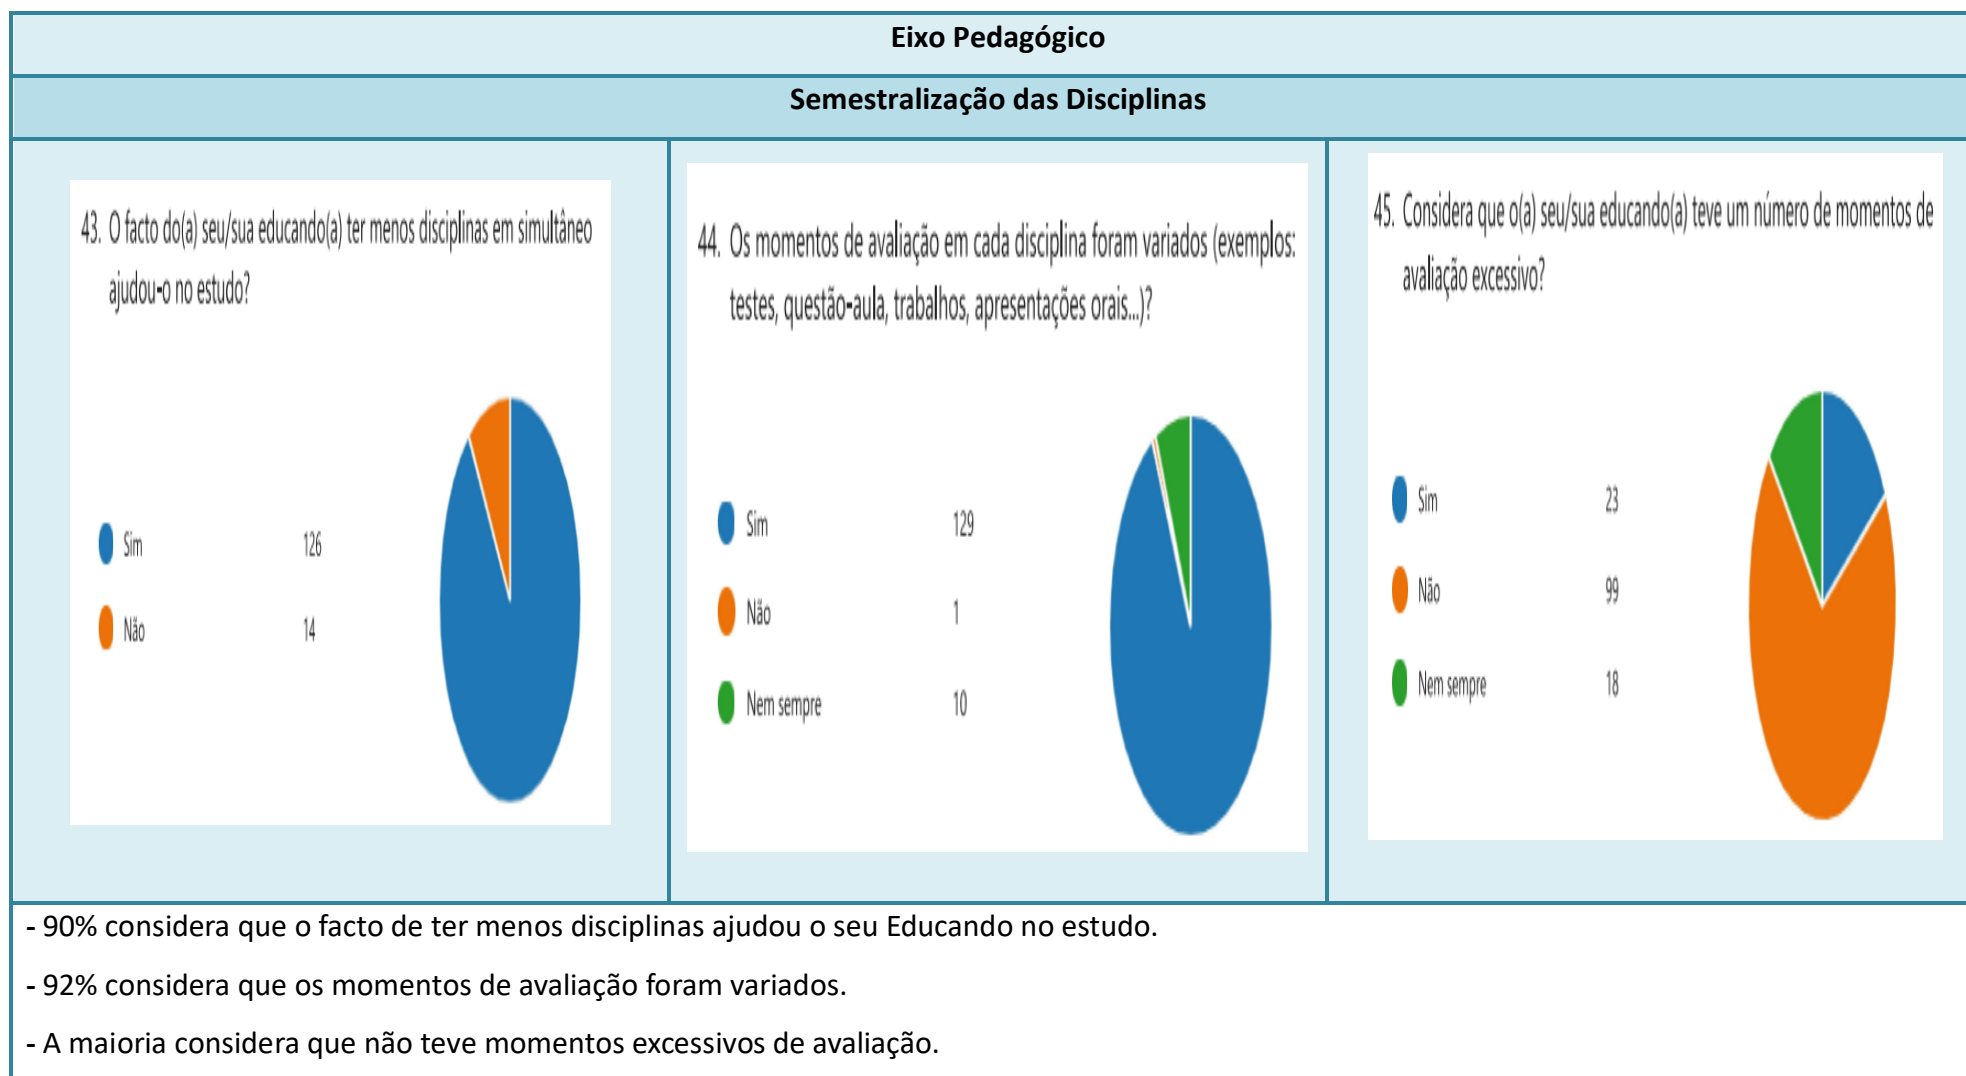 Eixo Pedagógico
Semestralização das Disciplinas
43. O facto do(a) seu/sua educando(a) ter menos disciplinas em simultâneo
ajudou-o no estudo?
Sim 126
Não 14
44. Os momentos de avaliação em cada disciplina foram variados (exemplos:
testes, questão-aula, trabalhos, apresentações orais...)?
Sim 129
Não 1
Nem sempre 10
45. Considera que o(a) seu/sua educando(a) teve um número de momentos de
avaliação excessivo?
Sim 23
Não 99
Nem sempre 18
- 90% considera que o facto de ter menos disciplinas ajudou o seu Educando no estudo.
- 92% considera que os momentos de avaliação foram variados.
- A maioria considera que não teve momentos excessivos de avaliação.